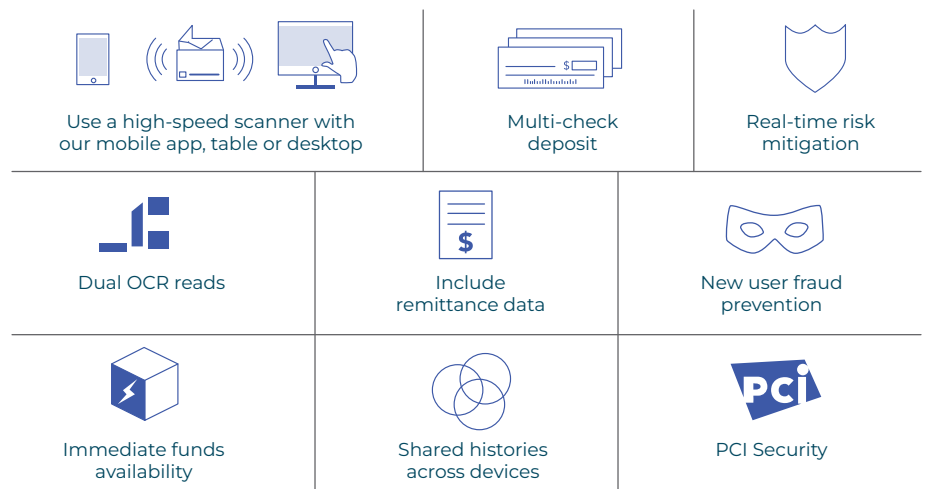 Use a high-speed scanner with
our mobile app, table or desktop
$
Multi-check
deposit
Real-time risk
mitigation
Dual OCR reads
$
Include
remittance data
New user fraud
prevention
Immediate funds
availability
Shared histories
across devices
PCi
PCI Security